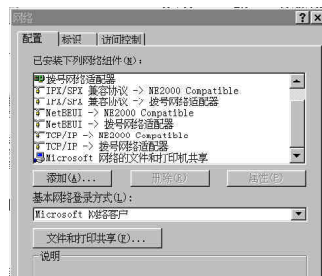 网络
配置 标识 访问控制
已安装下列网络组件(N):
拨号网络适配器
IPX/SPX 兼容协议 -> NE2000 Compatible
IPX/SPX 兼容协议 -> 拨号网络适配器
NetBEUI -> NE2000 Compatible
NetBEUI -> 拨号网络适配器
TCP/IP -> NE2000 Compatible
TCP/IP -> 拨号网络适配器
Microsoft 网络的文件和打印机共享
添加(A)... 删除(E) 属性(R)
基本网络登录方式(L):
Microsoft 网络客户
文件和打印共享(F)...
说明